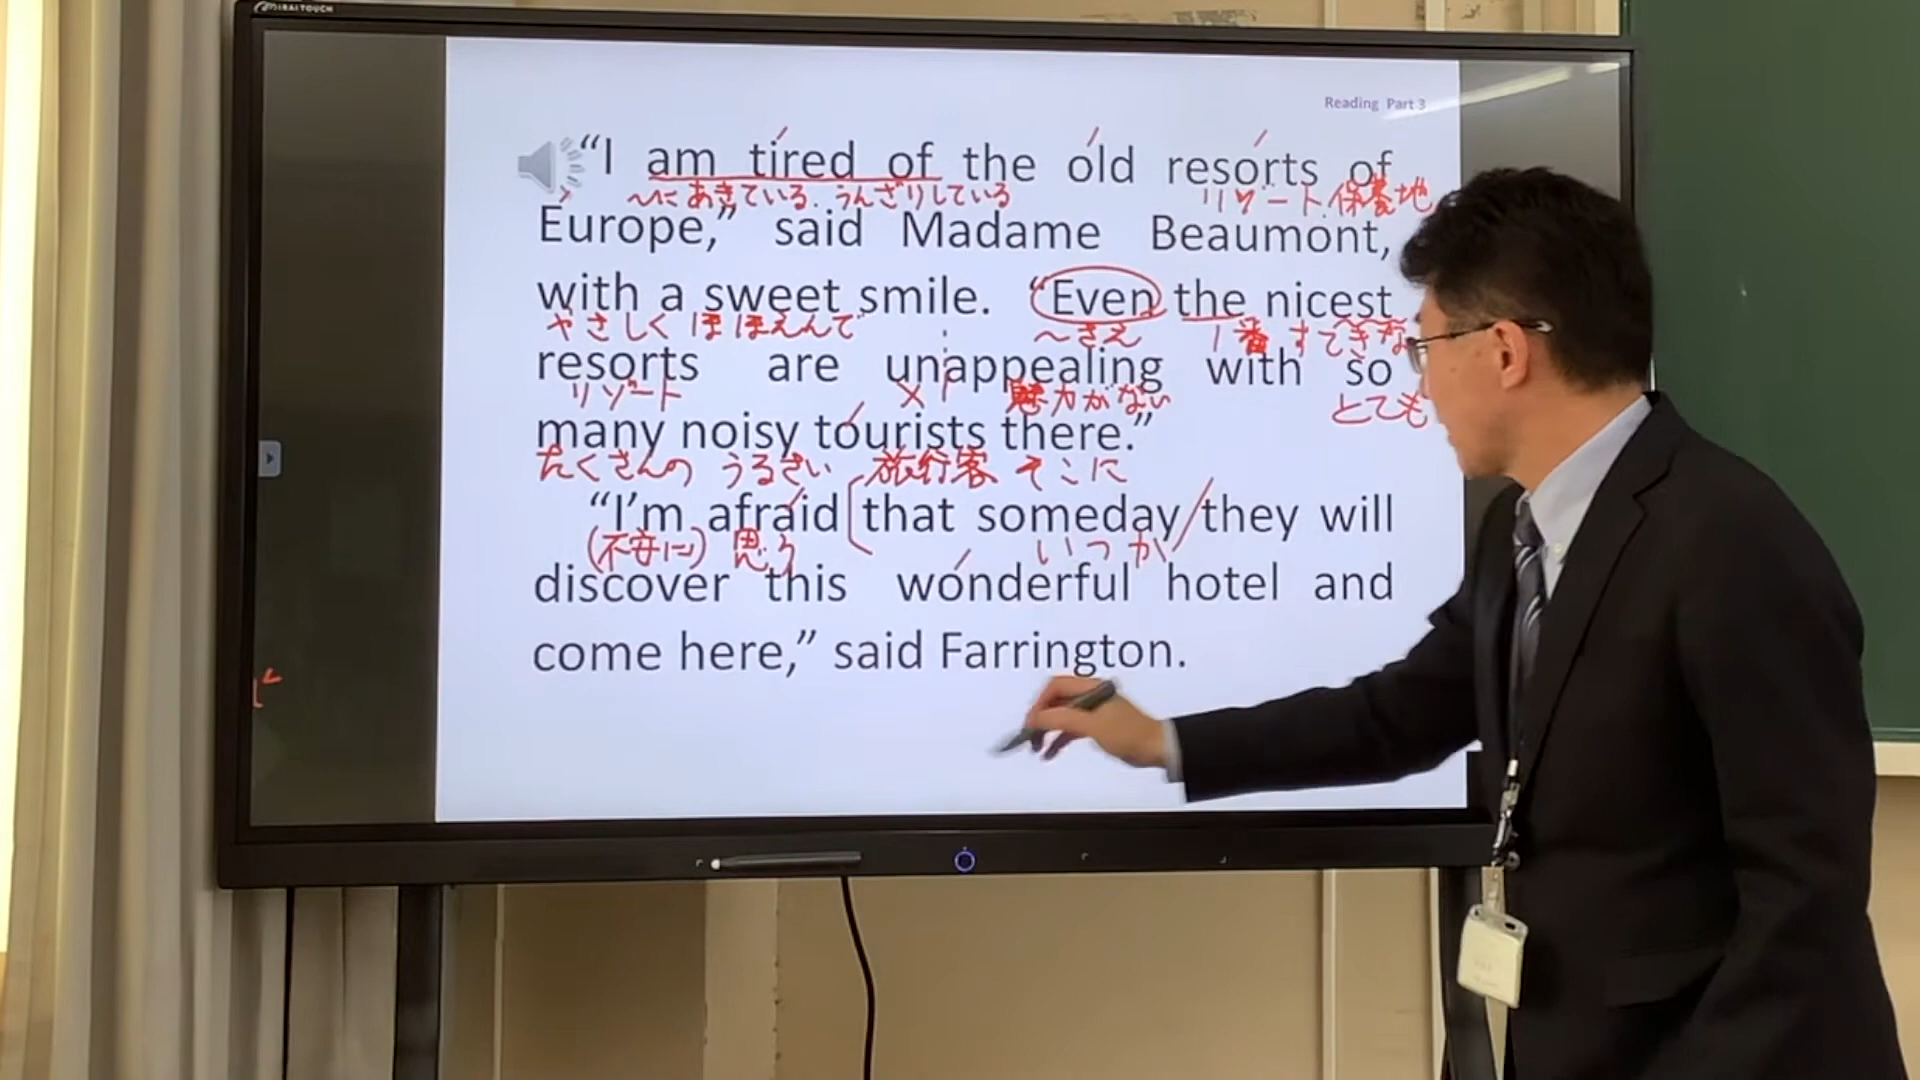 MIRAI TOUCH
Reading Part 3
“I am tired of the old resorts of
〜にあきている. うんざりしている リゾート.保養地
Europe,” said Madame Beaumont,
with a sweet smile. “Even the nicest
やさしく ほほえんで 〜さえ 1番 すてきな
resorts are unappealing with so
リゾート × 魅力がない とても
many noisy tourists there.”
たくさんの うるさい 旅行客 そこに
“I’m afraid that someday they will
(不安に) 思う いつか
discover this wonderful hotel and
come here,” said Farrington.